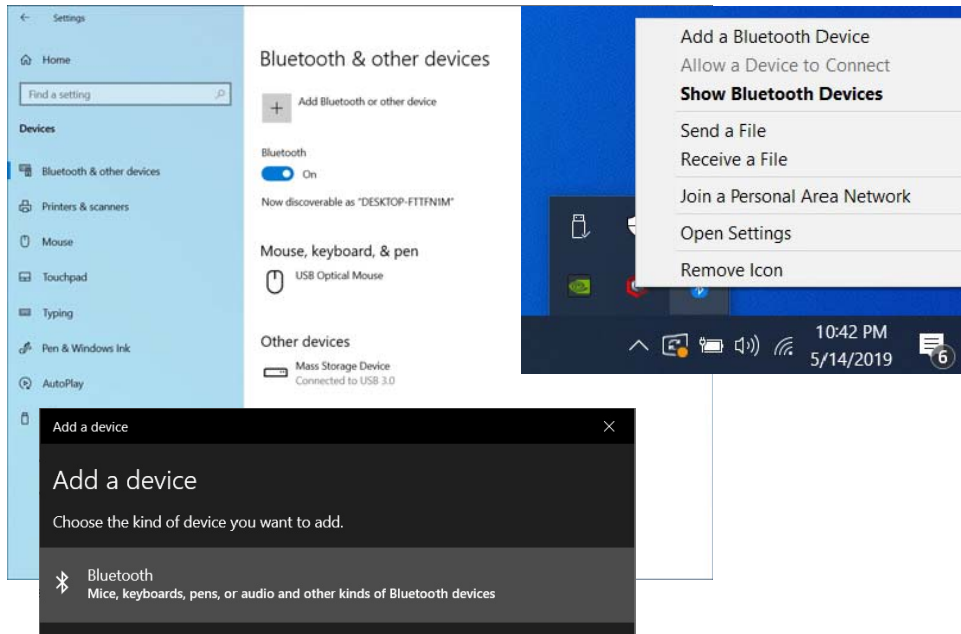 Settings
Home
Find a setting
Devices
Bluetooth & other devices
Printers & scanners
Mouse
Touchpad
Typing
Pen & Windows Ink
AutoPlay
Bluetooth & other devices
Add Bluetooth or other device
Bluetooth
On
Now discoverable as "DESKTOP-FTTFN1M"
Mouse, keyboard, & pen
USB Optical Mouse
Other devices
Mass Storage Device
Connected to USB 3.0
Add a Bluetooth Device
Allow a Device to Connect
Show Bluetooth Devices
Send a File
Receive a File
Join a Personal Area Network
Open Settings
Remove Icon
10:42 PM
5/14/2019
6
Add a device
Add a device
Choose the kind of device you want to add.
Bluetooth
Mice, keyboards, pens, or audio and other kinds of Bluetooth devices